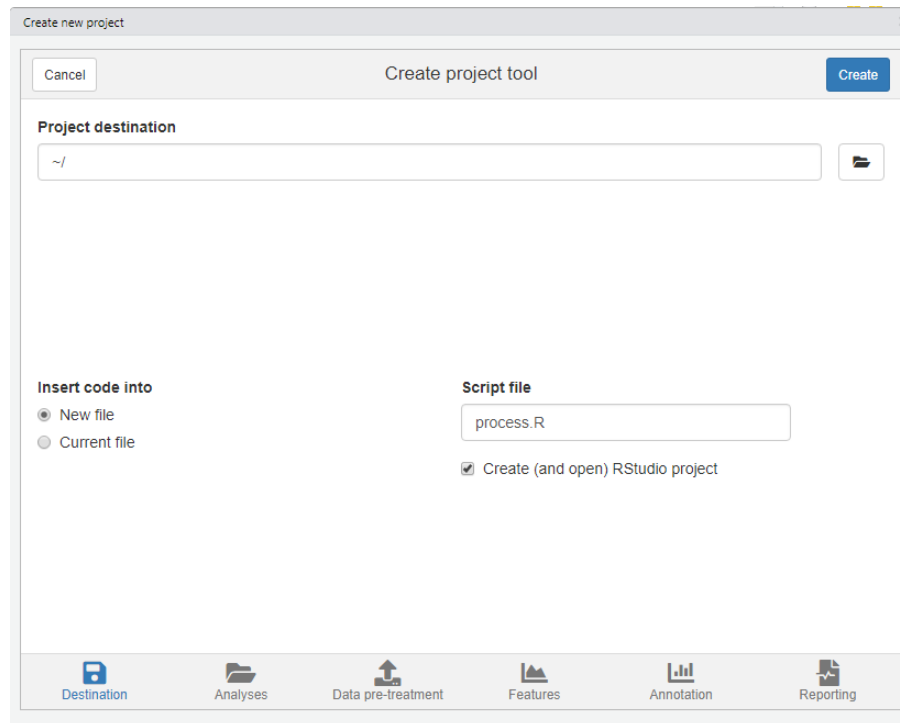 Create new project
Cancel
Create project tool
Create
Project destination
~/
Insert code into
New file
Current file
Script file
process.R
Create (and open) RStudio project
Destination
Analyses
Data pre-treatment
Features
Annotation
Reporting